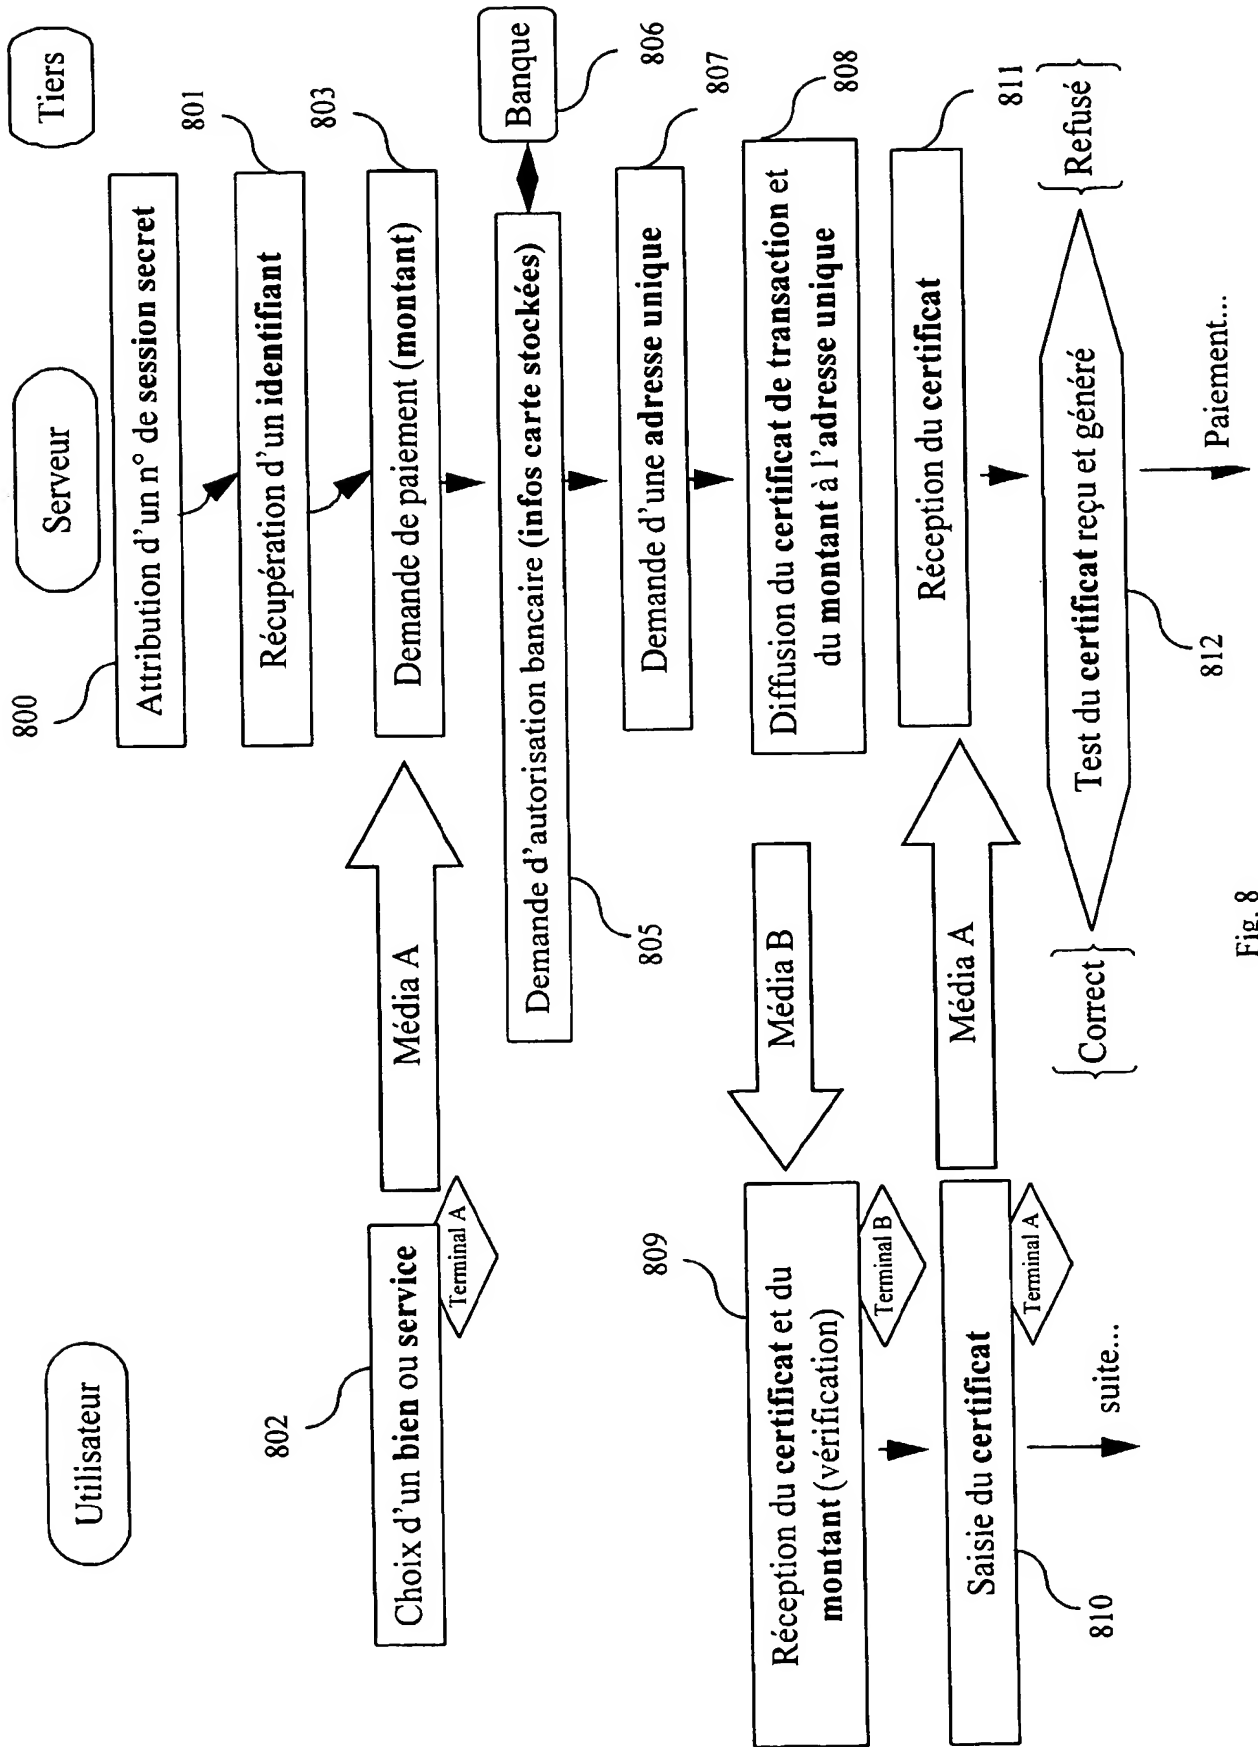 Utilisateur
Serveur
Tiers
800
Attribution d'un n° de session secret
801
Récupération d'un identifiant
802
803
Choix d'un bien ou service
Terminal A
Média A
Demande de paiement (montant)
Demande d'autorisation bancaire (infos carte stockées)
Banque
805
806
Demande d'une adresse unique
807
Diffusion du certificat de transaction et
du montant à l'adresse unique
808
Média B
809
Réception du certificat et du
montant (vérification)
Terminal B
Saisie du certificat
Terminal A
810
Média A
Réception du certificat
811
{Correct}
Test du certificat reçu et généré
{Refusé}
812
suite...
Paiement...
Fig. 8